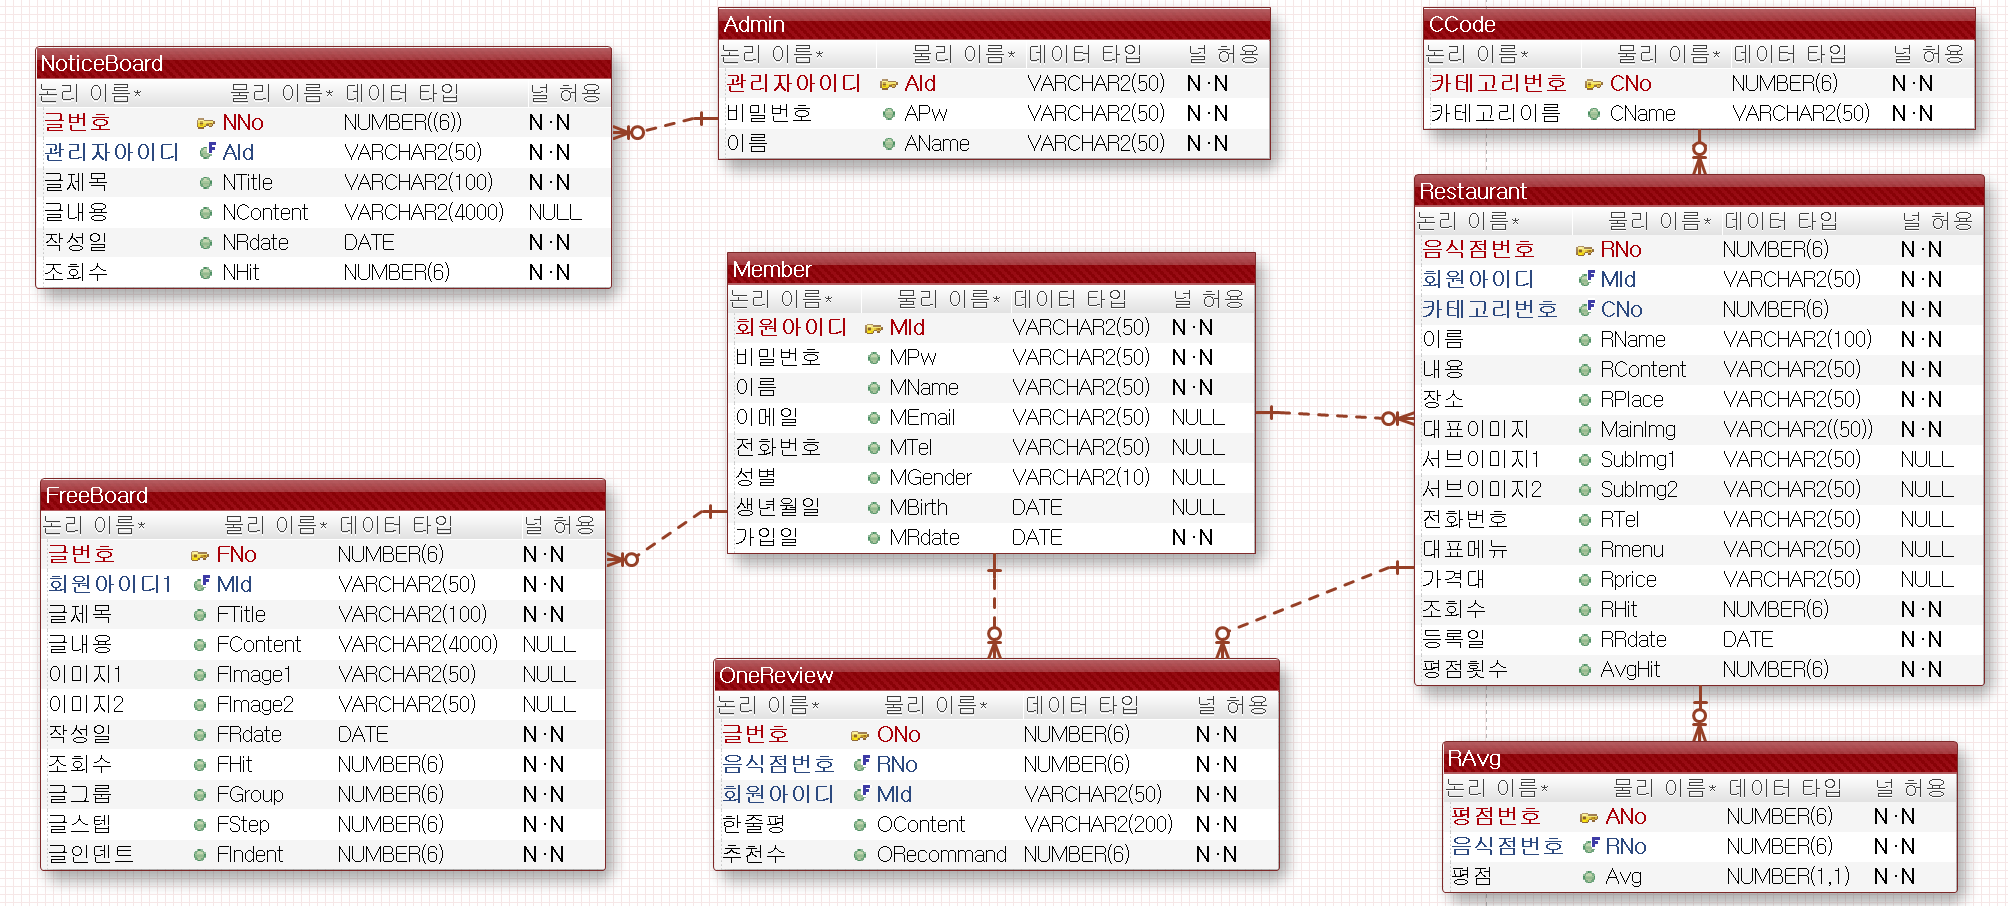 NoticeBoard
논리 이름* 물리 이름* 데이터 타입 널 허용
글번호 NNo NUMBER((6)) N·N
관리자아이디 AId VARCHAR2(50) N·N
글제목 NTitle VARCHAR2(100) N·N
글내용 NContent VARCHAR2(4000) NULL
작성일 NRdate DATE N·N
조회수 NHit NUMBER(6) N·N
Admin
논리 이름* 물리 이름* 데이터 타입 널 허용
관리자아이디 AId VARCHAR2(50) N·N
비밀번호 APw VARCHAR2(50) N·N
이름 AName VARCHAR2(50) N·N
CCode
논리 이름* 물리 이름* 데이터 타입 널 허용
카테고리번호 CNo NUMBER(6) N·N
카테고리이름 CName VARCHAR2(50) N·N
Member
논리 이름* 물리 이름* 데이터 타입 널 허용
회원아이디 MId VARCHAR2(50) N·N
비밀번호 MPw VARCHAR2(50) N·N
이름 MName VARCHAR2(50) N·N
이메일 MEmail VARCHAR2(50) NULL
전화번호 MTel VARCHAR2(50) NULL
성별 MGender VARCHAR2(10) NULL
생년월일 MBirth DATE NULL
가입일 MRdate DATE N·N
Restaurant
논리 이름* 물리 이름* 데이터 타입 널 허용
음식점번호 RNo NUMBER(6) N·N
회원아이디 MId VARCHAR2(50) N·N
카테고리번호 CNo NUMBER(6) N·N
이름 RName VARCHAR2(100) N·N
내용 RContent VARCHAR2(50) N·N
장소 RPlace VARCHAR2(50) N·N
대표이미지 MainImg VARCHAR2((50)) N·N
서브이미지1 SubImg1 VARCHAR2(50) NULL
서브이미지2 SubImg2 VARCHAR2(50) NULL
전화번호 RTel VARCHAR2(50) NULL
대표메뉴 Rmenu VARCHAR2(50) NULL
가격대 Rprice VARCHAR2(50) NULL
조회수 RHit NUMBER(6) N·N
등록일 RRdate DATE N·N
평점횟수 AvgHit NUMBER(6) N·N
FreeBoard
논리 이름* 물리 이름* 데이터 타입 널 허용
글번호 FNo NUMBER(6) N·N
회원아이디1 MId VARCHAR2(50) N·N
글제목 FTitle VARCHAR2(100) N·N
글내용 FContent VARCHAR2(4000) NULL
이미지1 FImage1 VARCHAR2(50) NULL
이미지2 FImage2 VARCHAR2(50) NULL
작성일 FRdate DATE N·N
조회수 FHit NUMBER(6) N·N
글그룹 FGroup NUMBER(6) N·N
글스텝 FStep NUMBER(6) N·N
글인덴트 FIndent NUMBER(6) N·N
OneReview
논리 이름* 물리 이름* 데이터 타입 널 허용
글번호 ONo NUMBER(6) N·N
음식점번호 RNo NUMBER(6) N·N
회원아이디 MId VARCHAR2(50) N·N
한줄평 OContent VARCHAR2(200) N·N
추천수 ORecommand NUMBER(6) N·N
RAvg
논리 이름* 물리 이름* 데이터 타입 널 허용
평점번호 ANo NUMBER(6) N·N
음식점번호 RNo NUMBER(6) N·N
평점 Avg NUMBER(1,1) N·N